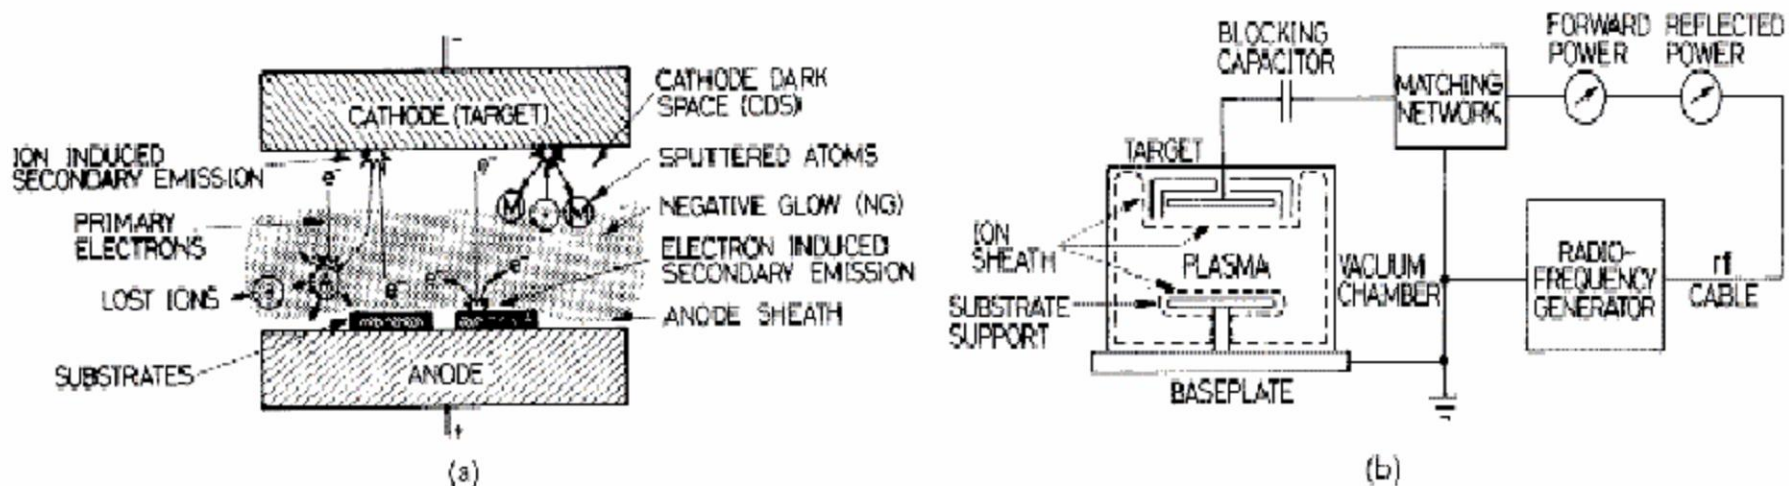 CATHODE (TARGET)
CATHODE DARK
SPACE (CDS)
ION INDUCED
SECONDARY EMISSION
e⁻
e⁻
SPUTTERED ATOMS
M
+
M
NEGATIVE GLOW (NG)
PRIMARY
ELECTRONS
ELECTRON INDUCED
SECONDARY EMISSION
e⁻
e⁻
e⁻
LOST IONS
ANODE SHEATH
SUBSTRATES
ANODE
(a)
BLOCKING
CAPACITOR
MATCHING
NETWORK
FORWARD
POWER
REFLECTED
POWER
TARGET
ION
SHEATH
PLASMA
SUBSTRATE
SUPPORT
VACUUM
CHAMBER
RADIO-
FREQUENCY
GENERATOR
rf
CABLE
BASEPLATE
(b)